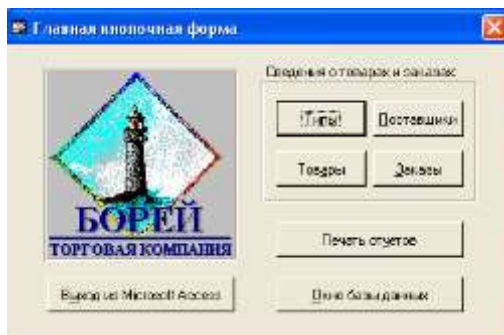 Главная кнопочная форма
Сведения о товарах и заказах
!Типы!
Поставщики
Товары
Заказы
БОРЕЙ
ТОРГОВАЯ КОМПАНИЯ
Печать отчетов
Выход из Microsoft Access
Окно базы данных